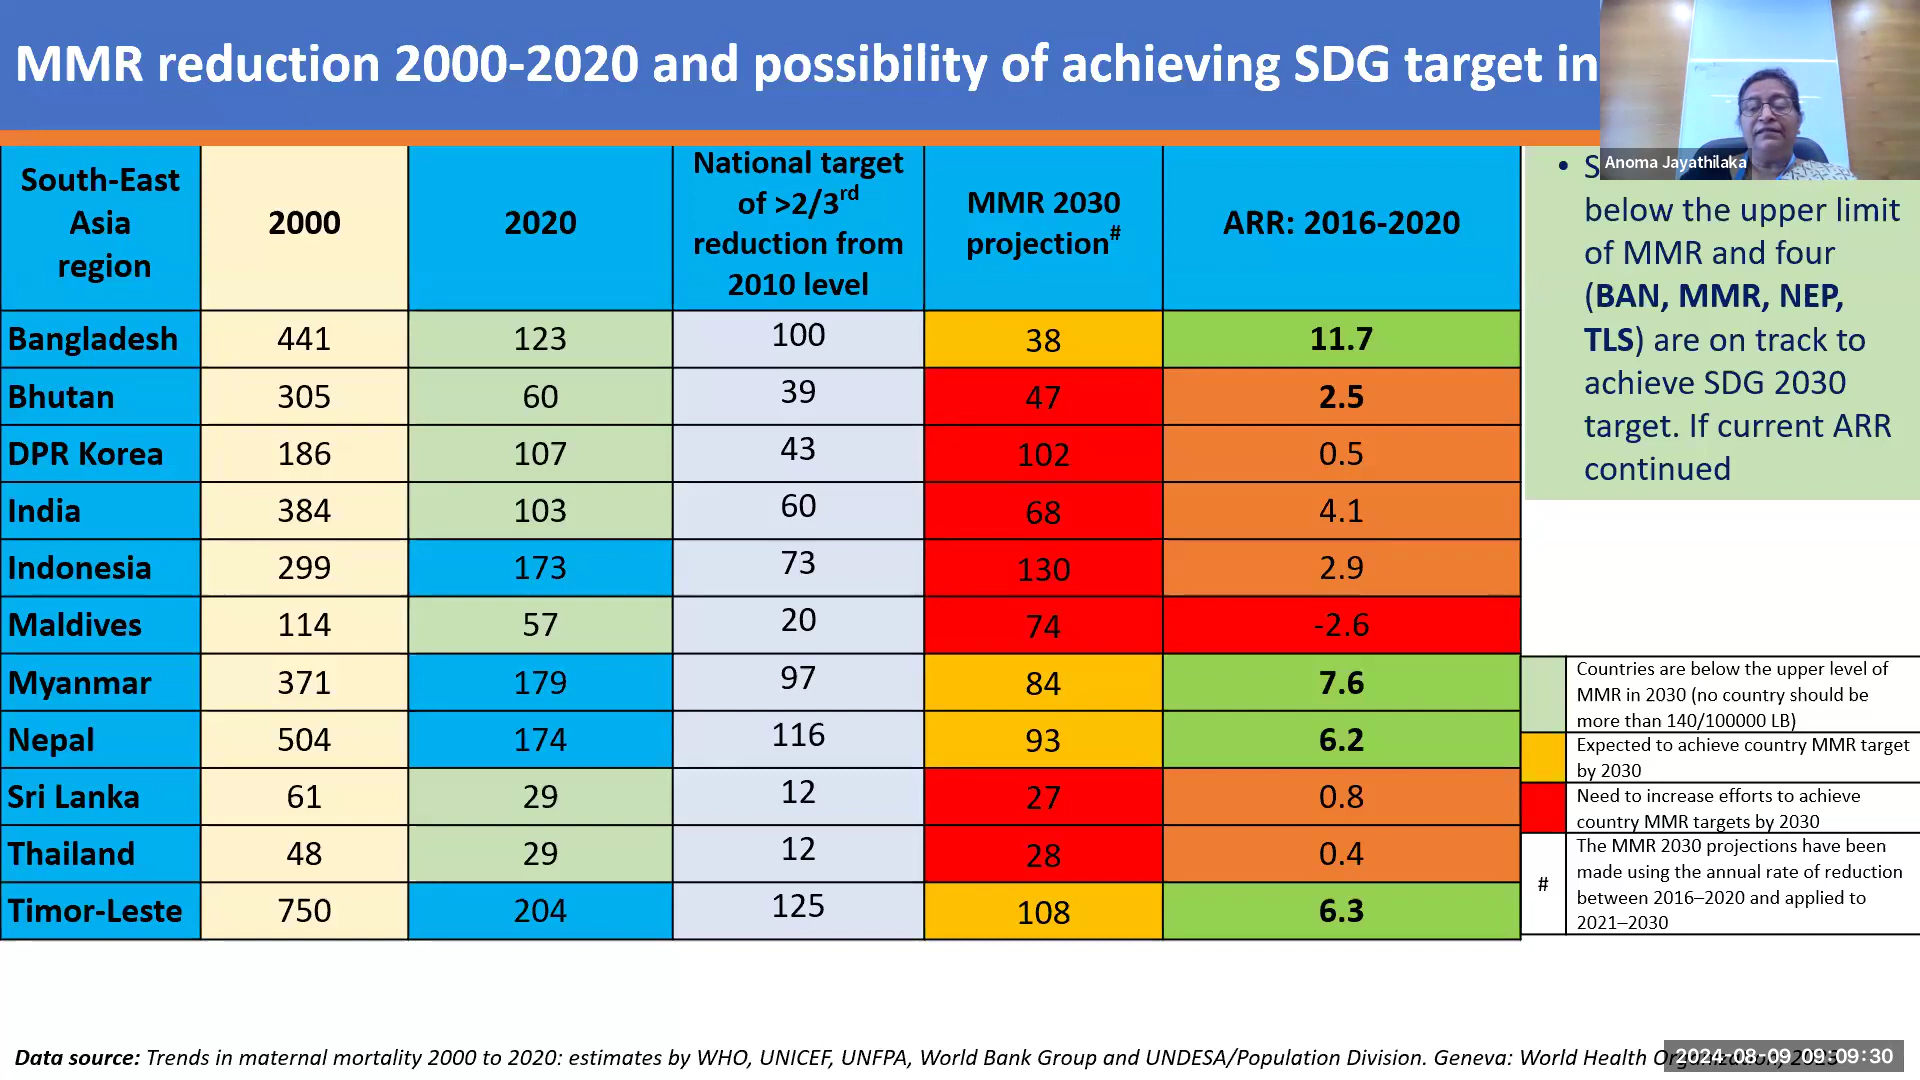 MMR reduction 2000-2020 and possibility of achieving SDG target in
Anoma Jayathilaka
South-East
Asia
region
2000
2020
National target
of >2/3rd
reduction from
2010 level
MMR 2030
projection#
ARR: 2016-2020
Bangladesh 441 123 100 38 11.7
Bhutan 305 60 39 47 2.5
DPR Korea 186 107 43 102 0.5
India 384 103 60 68 4.1
Indonesia 299 173 73 130 2.9
Maldives 114 57 20 74 -2.6
Myanmar 371 179 97 84 7.6
Nepal 504 174 116 93 6.2
Sri Lanka 61 29 12 27 0.8
Thailand 48 29 12 28 0.4
Timor-Leste 750 204 125 108 6.3
below the upper limit
of MMR and four
(BAN, MMR, NEP,
TLS) are on track to
achieve SDG 2030
target. If current ARR
continued
Countries are below the upper level of
MMR in 2030 (no country should be
more than 140/100000 LB)
Expected to achieve country MMR target
by 2030
Need to increase efforts to achieve
country MMR targets by 2030
#
The MMR 2030 projections have been
made using the annual rate of reduction
between 2016–2020 and applied to
2021–2030
Data source: Trends in maternal mortality 2000 to 2020: estimates by WHO, UNICEF, UNFPA, World Bank Group and UNDESA/Population Division. Geneva: World Health
2024-08-09 09:09:30